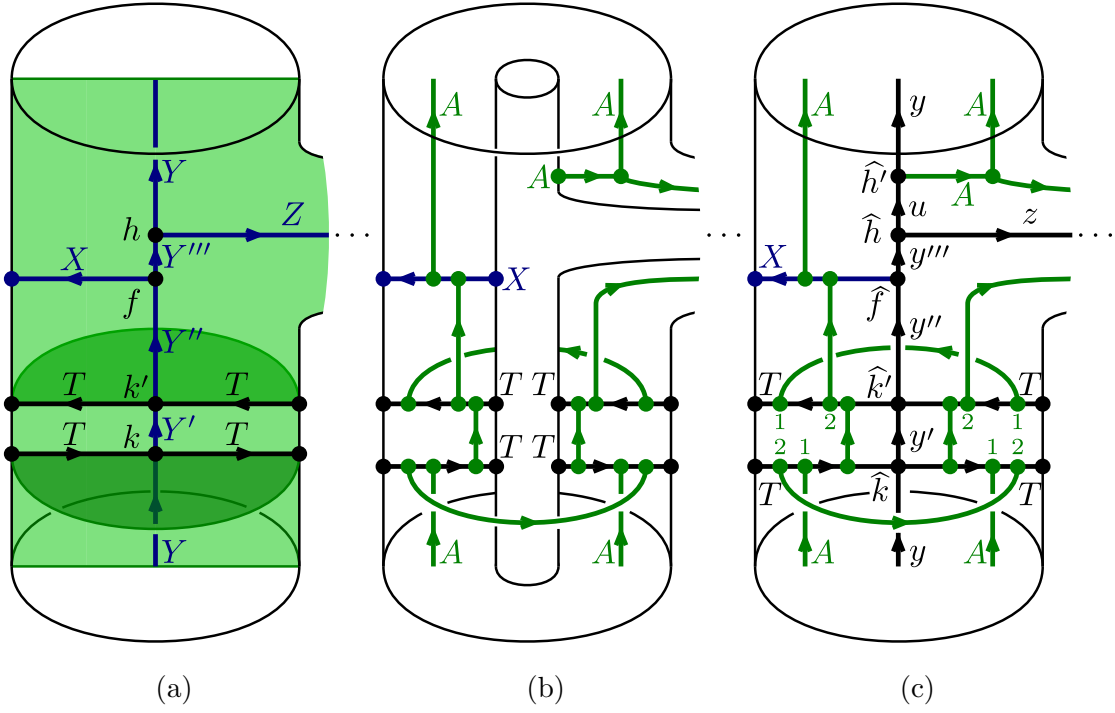 A A A y A
Y A ĥ′ A
h Z u z
X Y‴ ĥ y‴
f X X f̂
Y″ y″
T k′ T T T T k̂′ T
1 2 2 1
T k Y′ T T T 2 1 y′ 1 2
T k̂ T
Y A A A y A
(a) (b) (c)